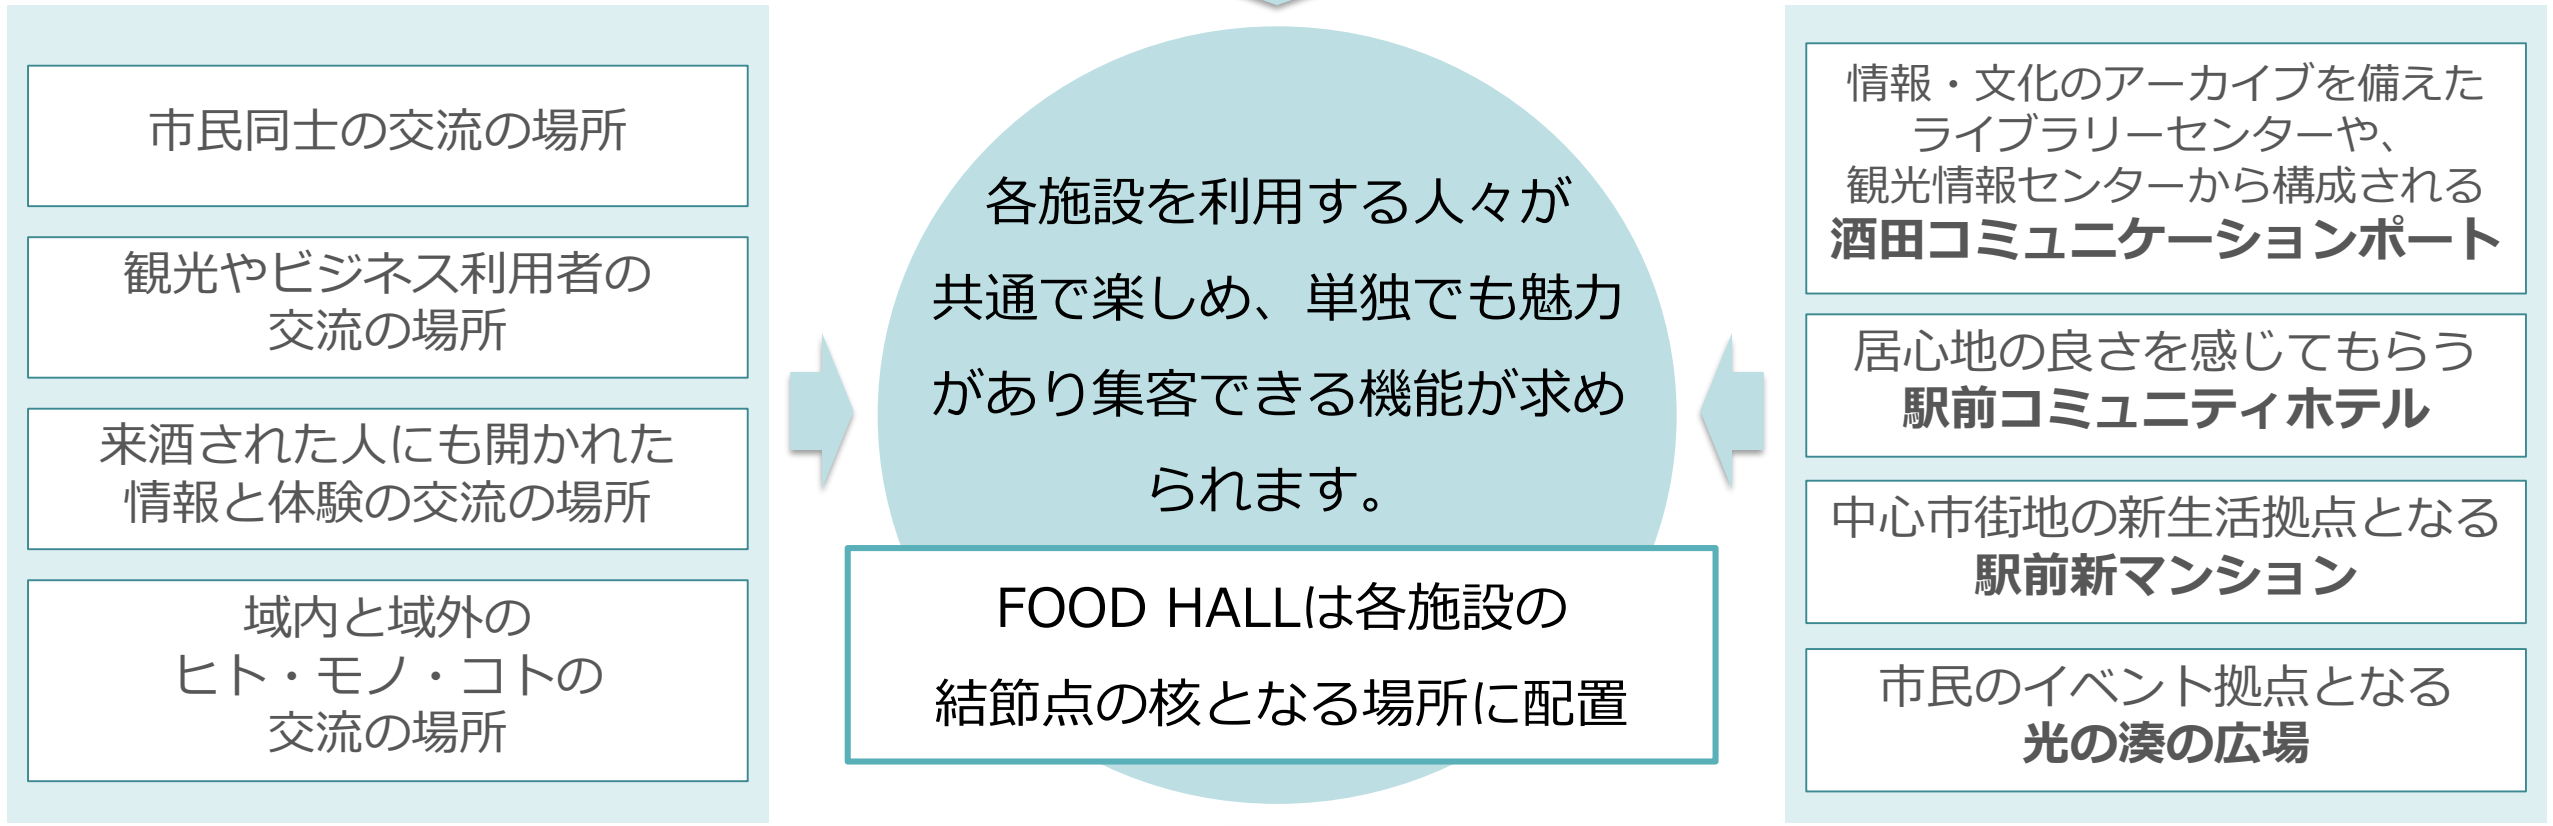 市民同士の交流の場所
観光やビジネス利用者の
交流の場所
来酒された人にも開かれた
情報と体験の交流の場所
域内と域外の
ヒト・モノ・コトの
交流の場所
各施設を利用する人々が
共通で楽しめ、単独でも魅力
があり集客できる機能が求め
られます。
FOOD HALLは各施設の
結節点の核となる場所に配置
情報・文化のアーカイブを備えた
ライブラリーセンターや、
観光情報センターから構成される
酒田コミュニケーションポート
居心地の良さを感じてもらう
駅前コミュニティホテル
中心市街地の新生活拠点となる
駅前新マンション
市民のイベント拠点となる
光の湊の広場